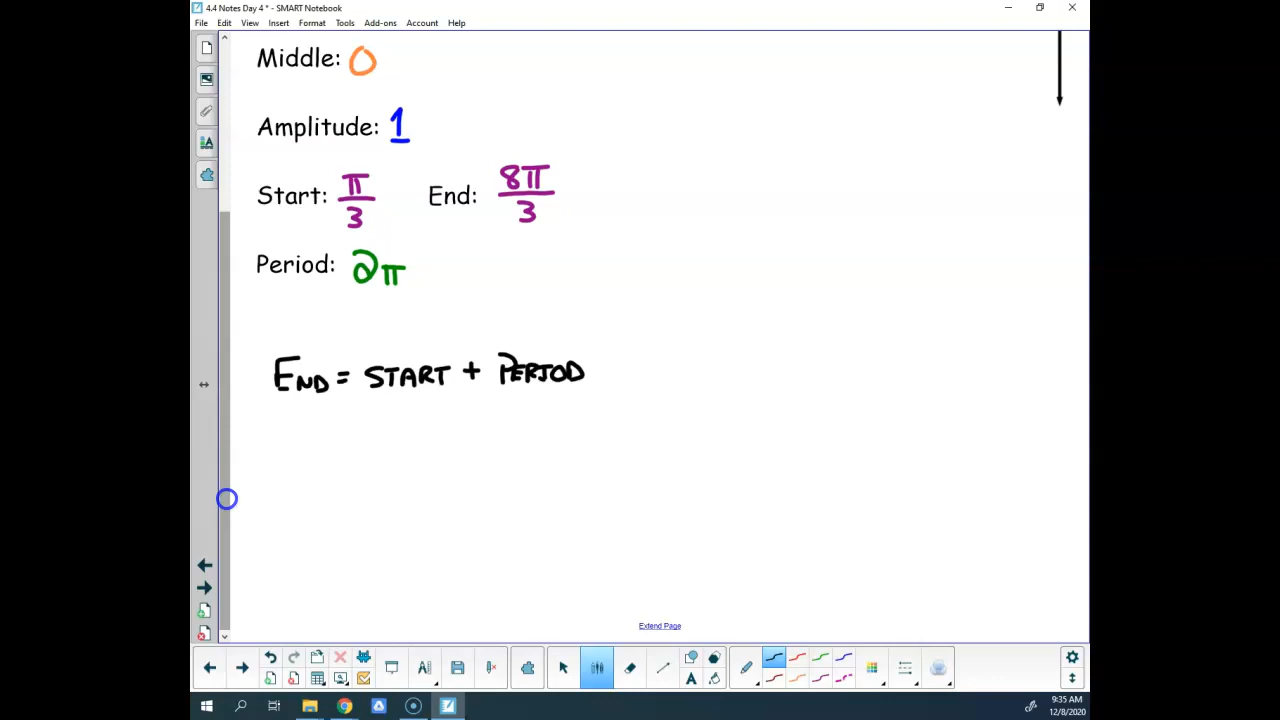 4.4 Notes Day 4 * - SMART Notebook
File Edit View Insert Format Tools Add-ons Account Help
Middle: 0
Amplitude: 1
Start: π/3 End: 8π/3
Period: 2π
END = START + PERIOD
Extend Page
9:35 AM
12/8/2020